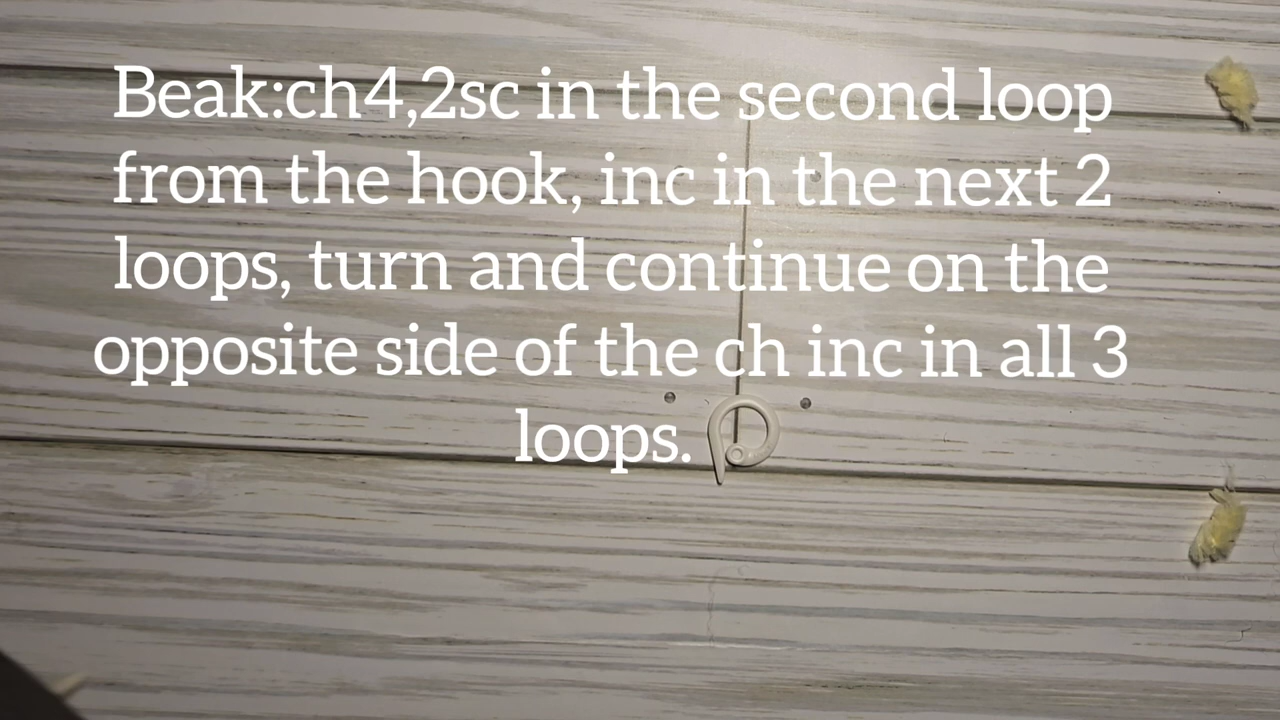 Beak:ch4,2sc in the second loop
from the hook, inc in the next 2
loops, turn and continue on the
opposite side of the ch inc in all 3
loops.